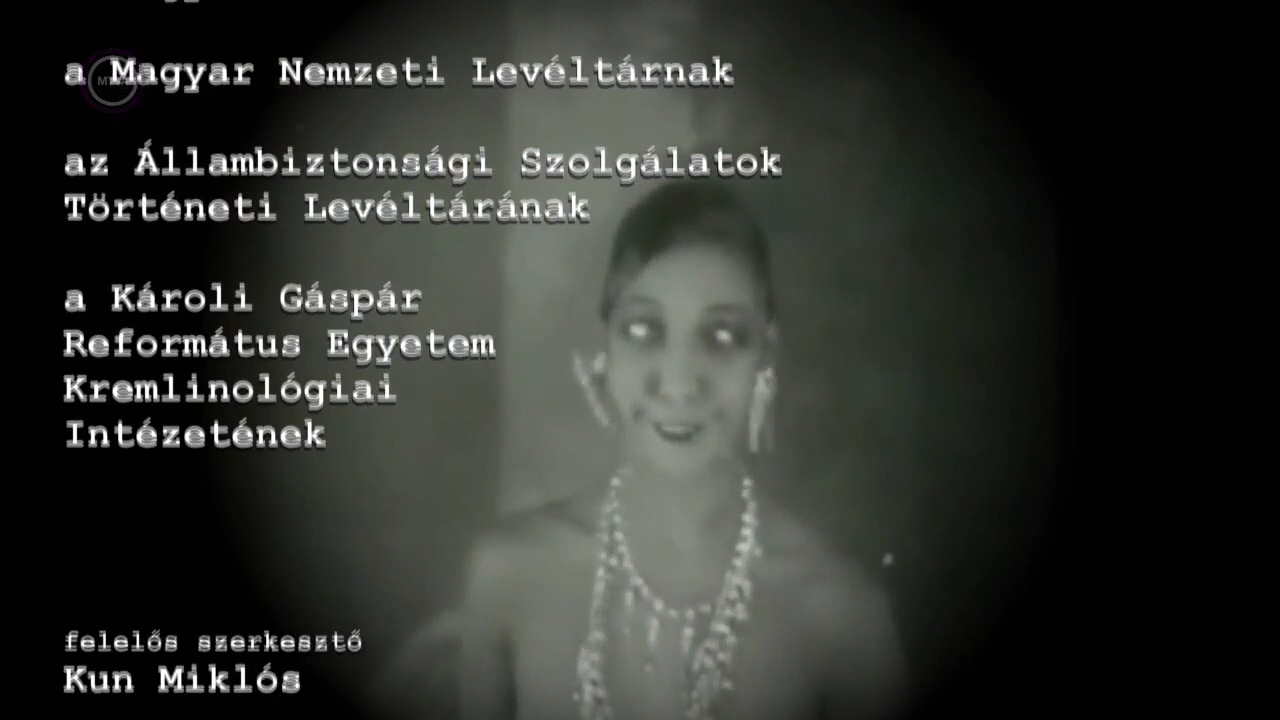 a Magyar Nemzeti Levéltárnak
az Állambiztonsági Szolgálatok
Történeti Levéltárának
a Károli Gáspár
Református Egyetem
Kremlinológiai
Intézetének
felelős szerkesztő
Kun Miklós